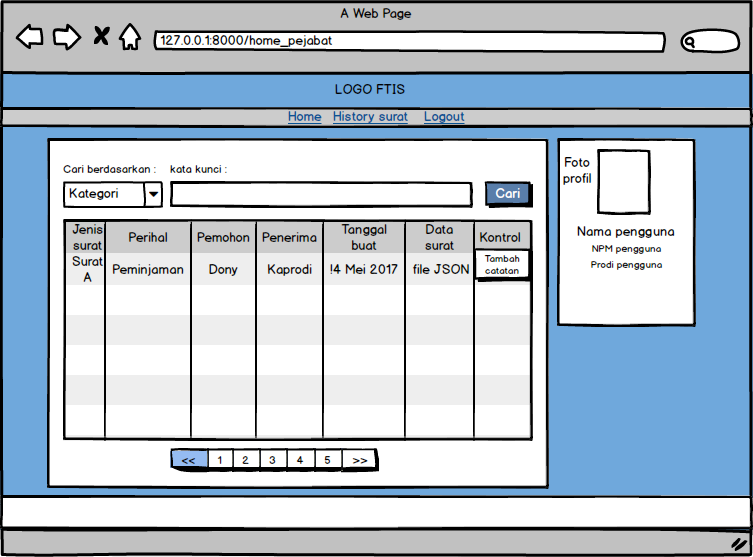 A Web Page
127.0.0.1:8000/home_pejabat
LOGO FTIS
Home History surat Logout
Cari berdasarkan : kata kunci :
Kategori Cari
Jenis surat Perihal Pemohon Penerima Tanggal buat Data surat Kontrol
Surat A Peminjaman Dony Kaprodi !4 Mei 2017 file JSON Tambah catatan
<< 1 2 3 4 5 >>
Foto profil
Nama pengguna
NPM pengguna
Prodi pengguna